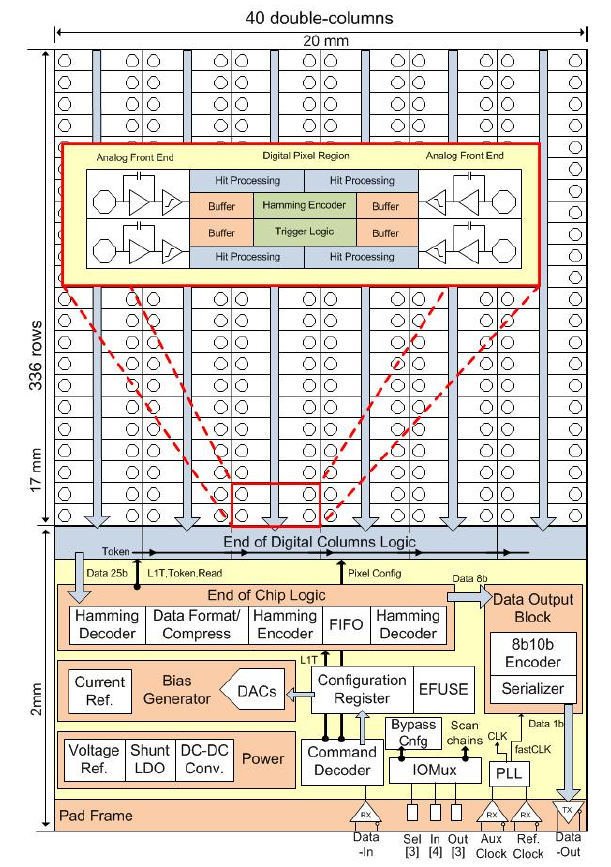 40 double-columns
20 mm
Analog Front End
Digital Pixel Region
Analog Front End
Hit Processing
Hit Processing
Buffer
Hamming Encoder
Buffer
Buffer
Trigger Logic
Buffer
Hit Processing
Hit Processing
336 rows
17 mm
End of Digital Columns Logic
Token
Data 25b
L1T,Token,Read
Pixel Config
Data 8b
End of Chip Logic
Hamming
Decoder
Data Format/
Compress
Hamming
Encoder
FIFO
Hamming
Decoder
Data Output
Block
8b10b
Encoder
Serializer
L1T
2mm
Current
Ref.
Bias
Generator
DACs
Configuration
Register
EFUSE
Data 1b
Voltage
Ref.
Shunt
LDO
DC-DC
Conv.
Power
Command
Decoder
Bypass
Cnfg
Scan
chains
IOMux
CLK
fastCLK
PLL
Pad Frame
RX
RX
RX
TX
Data
-In
Sel
[3]
In
[4]
Out
[3]
Aux
Clock
Ref.
Clock
Data
-Out